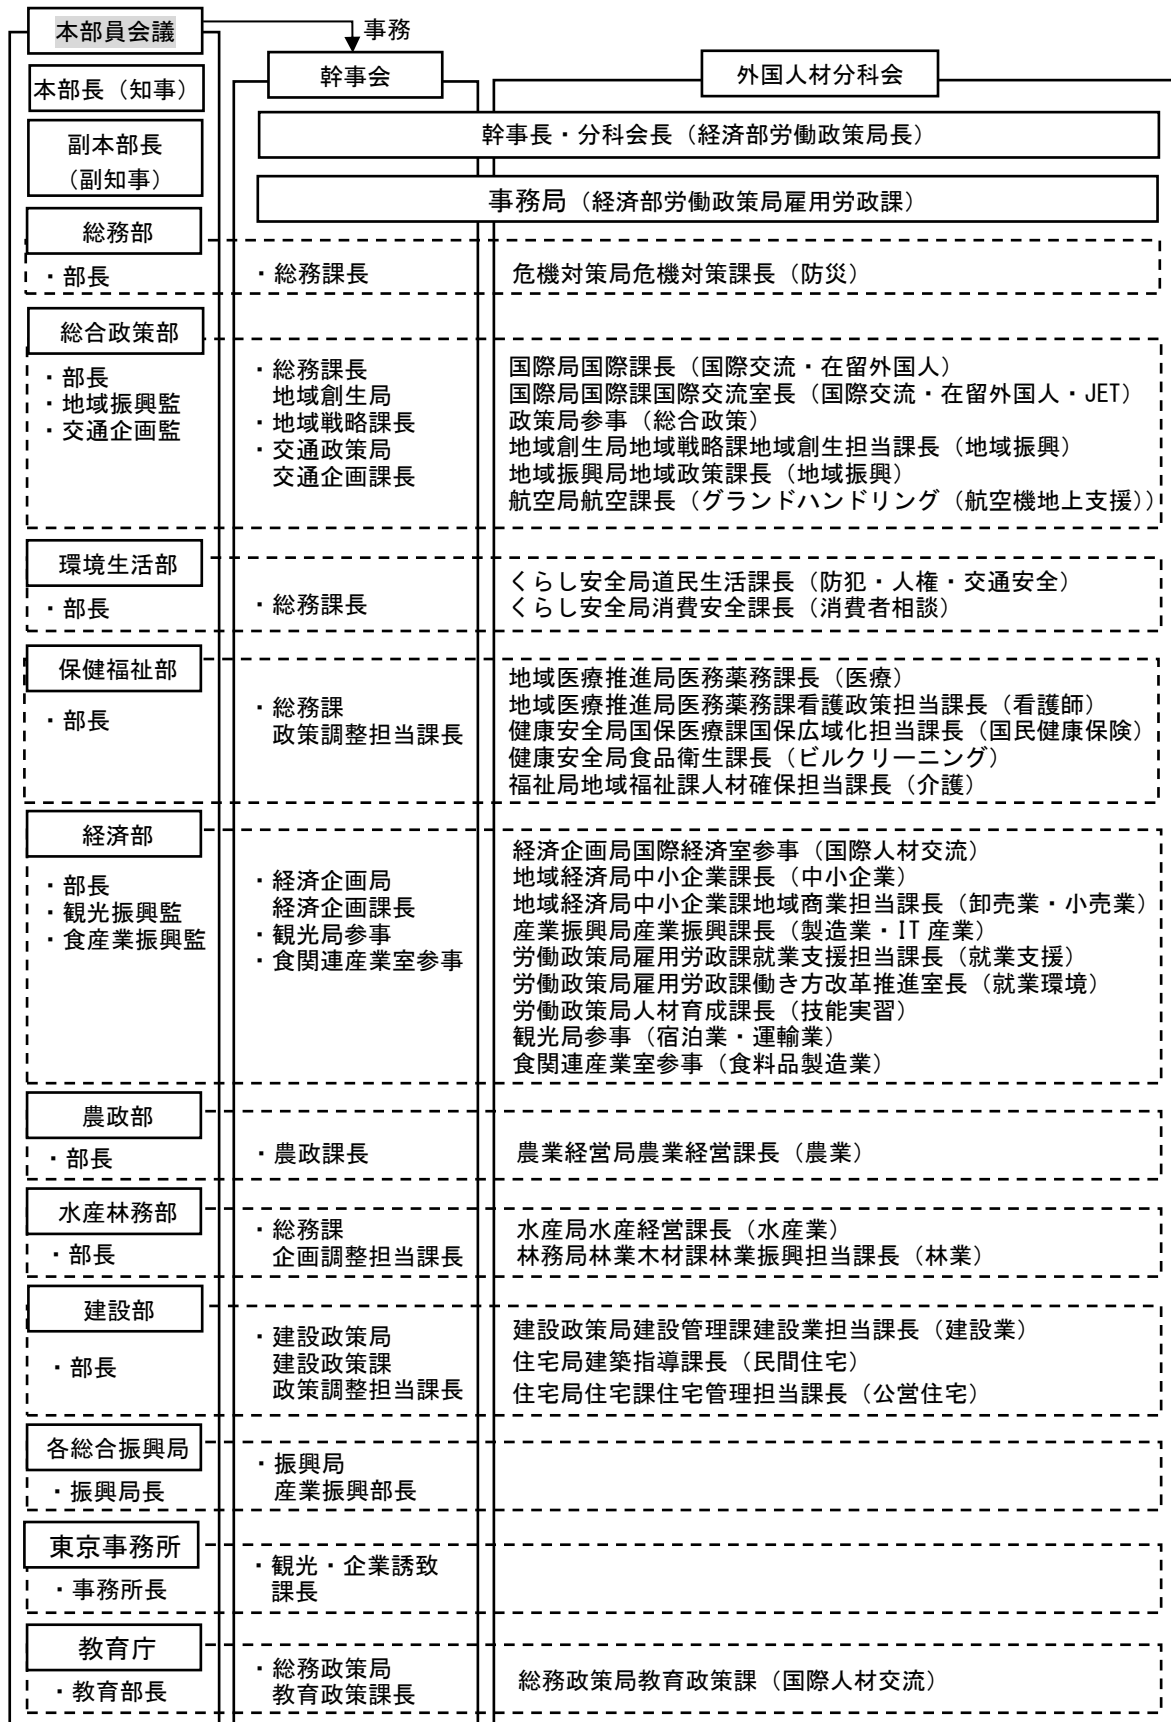 本部員会議
事務
幹事会
外国人材分科会
本部長（知事）
幹事長・分科会長（経済部労働政策局長）
副本部長
（副知事）
事務局（経済部労働政策局雇用労政課）
総務部
・部長
・総務課長
危機対策局危機対策課長（防災）
総合政策部
・部長
・地域振興監
・交通企画監
・総務課長
地域創生局
・地域戦略課長
・交通政策局
交通企画課長
国際局国際課長（国際交流・在留外国人）
国際局国際課国際交流室長（国際交流・在留外国人・JET）
政策局参事（総合政策）
地域創生局地域戦略課地域創生担当課長（地域振興）
地域振興局地域政策課長（地域振興）
航空局航空課長（グランドハンドリング（航空機地上支援））
環境生活部
・部長
・総務課長
くらし安全局道民生活課長（防犯・人権・交通安全）
くらし安全局消費安全課長（消費者相談）
保健福祉部
・部長
・総務課
政策調整担当課長
地域医療推進局医務薬務課長（医療）
地域医療推進局医務薬務課看護政策担当課長（看護師）
健康安全局国保医療課国保広域化担当課長（国民健康保険）
健康安全局食品衛生課長（ビルクリーニング）
福祉局地域福祉課人材確保担当課長（介護）
経済部
・部長
・観光振興監
・食産業振興監
・経済企画局
経済企画課長
・観光局参事
・食関連産業室参事
経済企画局国際経済室参事（国際人材交流）
地域経済局中小企業課長（中小企業）
地域経済局中小企業課地域商業担当課長（卸売業・小売業）
産業振興局産業振興課長（製造業・IT産業）
労働政策局雇用労政課就業支援担当課長（就業支援）
労働政策局雇用労政課働き方改革推進室長（就業環境）
労働政策局人材育成課長（技能実習）
観光局参事（宿泊業・運輸業）
食関連産業室参事（食料品製造業）
農政部
・部長
・農政課長
農業経営局農業経営課長（農業）
水産林務部
・部長
・総務課
企画調整担当課長
水産局水産経営課長（水産業）
林務局林業木材課林業振興担当課長（林業）
建設部
・部長
・建設政策局
建設政策課
政策調整担当課長
建設政策局建設管理課建設業担当課長（建設業）
住宅局建築指導課長（民間住宅）
住宅局住宅課住宅管理担当課長（公営住宅）
各総合振興局
・振興局長
・振興局
産業振興部長
東京事務所
・事務所長
・観光・企業誘致
課長
教育庁
・教育部長
・総務政策局
教育政策課長
総務政策局教育政策課（国際人材交流）